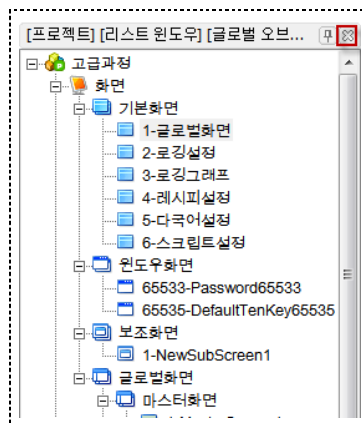 [프로젝트] [리스트 윈도우] [글로벌 오브...
고급과정
화면
기본화면
1-글로벌화면
2-로깅설정
3-로깅그래프
4-레시피설정
5-다국어설정
6-스크립트설정
윈도우화면
65533-Password65533
65535-DefaultTenKey65535
보조화면
1-NewSubScreen1
글로벌화면
마스터화면